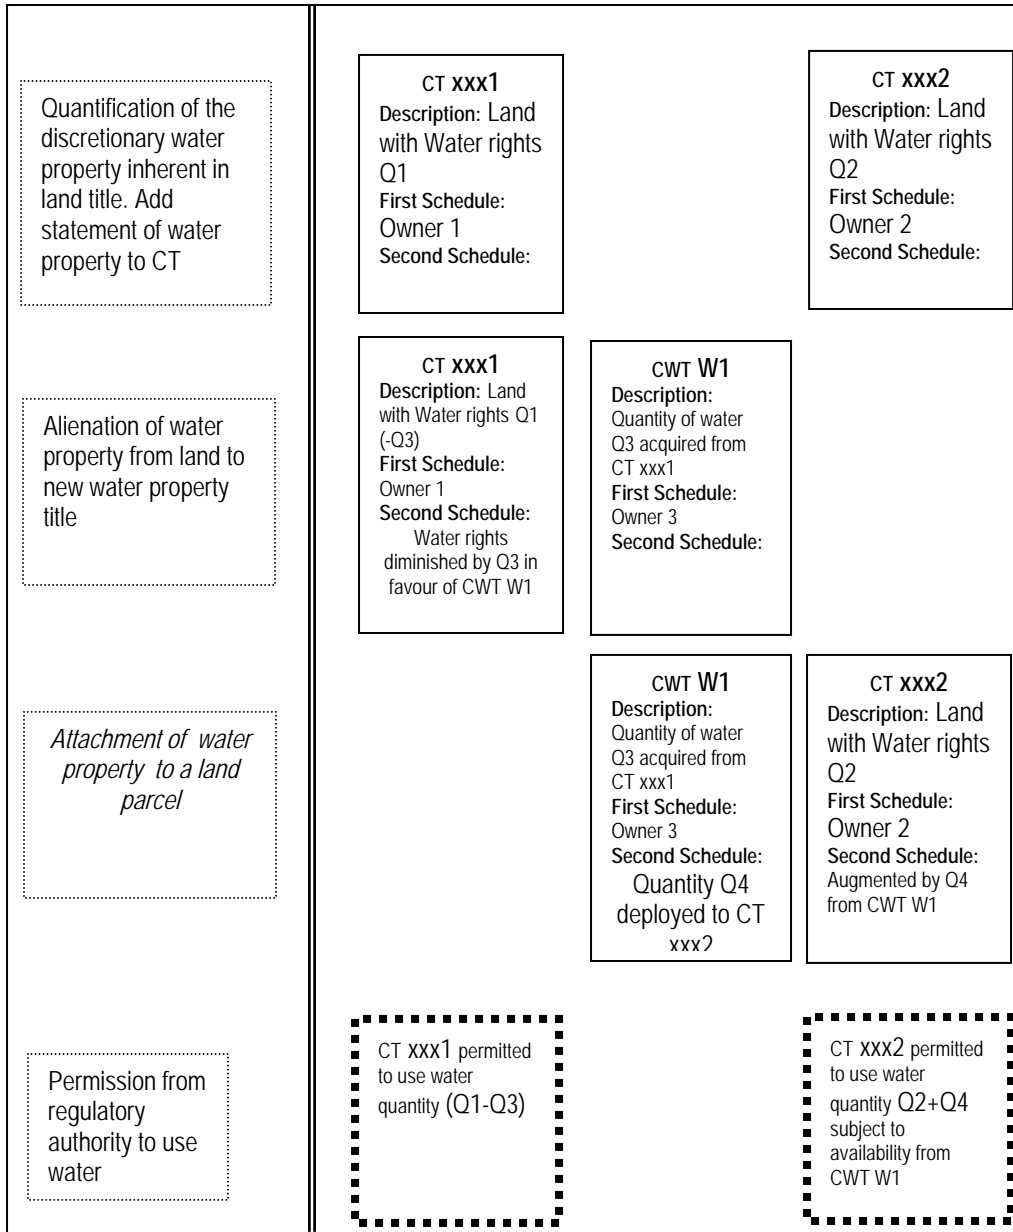 Quantification of the
discretionary water
property inherent in
land title. Add
statement of water
property to CT
CT xxx1
Description: Land
with Water rights
Q1
First Schedule:
Owner 1
Second Schedule:
CT xxx2
Description: Land
with Water rights
Q2
First Schedule:
Owner 2
Second Schedule:
Alienation of water
property from land to
new water property
title
CT xxx1
Description: Land
with Water rights Q1
(-Q3)
First Schedule:
Owner 1
Second Schedule:
Water rights
diminished by Q3 in
favour of CWT W1
CWT W1
Description:
Quantity of water
Q3 acquired from
CT xxx1
First Schedule:
Owner 3
Second Schedule:
Attachment of water
property to a land
parcel
CWT W1
Description:
Quantity of water
Q3 acquired from
CT xxx1
First Schedule:
Owner 3
Second Schedule:
Quantity Q4
deployed to CT
xxx2
CT xxx2
Description: Land
with Water rights
Q2
First Schedule:
Owner 2
Second Schedule:
Augmented by Q4
from CWT W1
Permission from
regulatory
authority to use
water
CT xxx1 permitted
to use water
quantity (Q1-Q3)
CT xxx2 permitted
to use water
quantity Q2+Q4
subject to
availability from
CWT W1